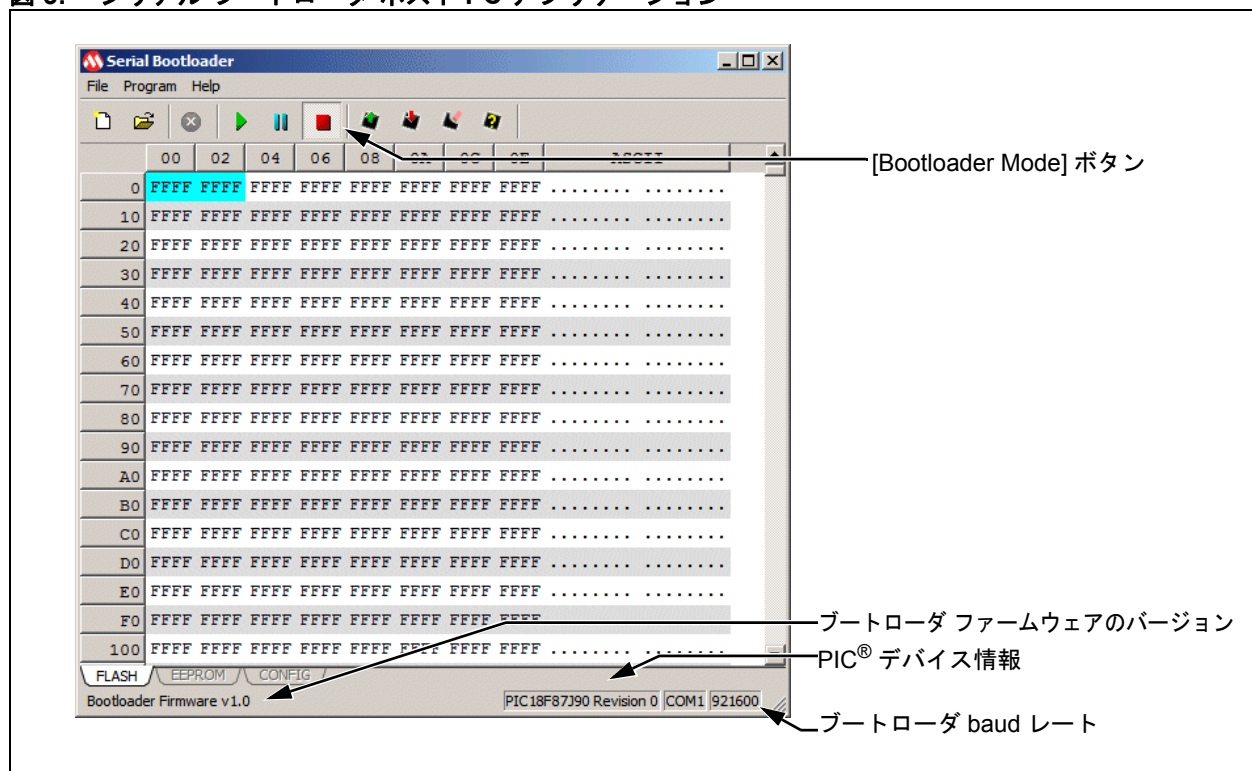 Serial Bootloader
File Program Help
00 02 04 06 08 0A 0C 0E ASCII
[Bootloader Mode] ボタン
0 FFFF FFFF FFFF FFFF FFFF FFFF FFFF FFFF ........ ........
10 FFFF FFFF FFFF FFFF FFFF FFFF FFFF FFFF ........ ........
20 FFFF FFFF FFFF FFFF FFFF FFFF FFFF FFFF ........ ........
30 FFFF FFFF FFFF FFFF FFFF FFFF FFFF FFFF ........ ........
40 FFFF FFFF FFFF FFFF FFFF FFFF FFFF FFFF ........ ........
50 FFFF FFFF FFFF FFFF FFFF FFFF FFFF FFFF ........ ........
60 FFFF FFFF FFFF FFFF FFFF FFFF FFFF FFFF ........ ........
70 FFFF FFFF FFFF FFFF FFFF FFFF FFFF FFFF ........ ........
80 FFFF FFFF FFFF FFFF FFFF FFFF FFFF FFFF ........ ........
90 FFFF FFFF FFFF FFFF FFFF FFFF FFFF FFFF ........ ........
A0 FFFF FFFF FFFF FFFF FFFF FFFF FFFF FFFF ........ ........
B0 FFFF FFFF FFFF FFFF FFFF FFFF FFFF FFFF ........ ........
C0 FFFF FFFF FFFF FFFF FFFF FFFF FFFF FFFF ........ ........
D0 FFFF FFFF FFFF FFFF FFFF FFFF FFFF FFFF ........ ........
E0 FFFF FFFF FFFF FFFF FFFF FFFF FFFF FFFF ........ ........
F0 FFFF FFFF FFFF FFFF FFFF FFFF FFFF FFFF
100 FFFF FFFF FFFF FFFF FFFF FFFF FFFF FFFF ........ ........
ブートローダ ファームウェアのバージョン
PIC® デバイス情報
FLASH EEPROM CONFIG
Bootloader Firmware v1.0 PIC18F87J90 Revision 0 COM1 921600
ブートローダ baud レート